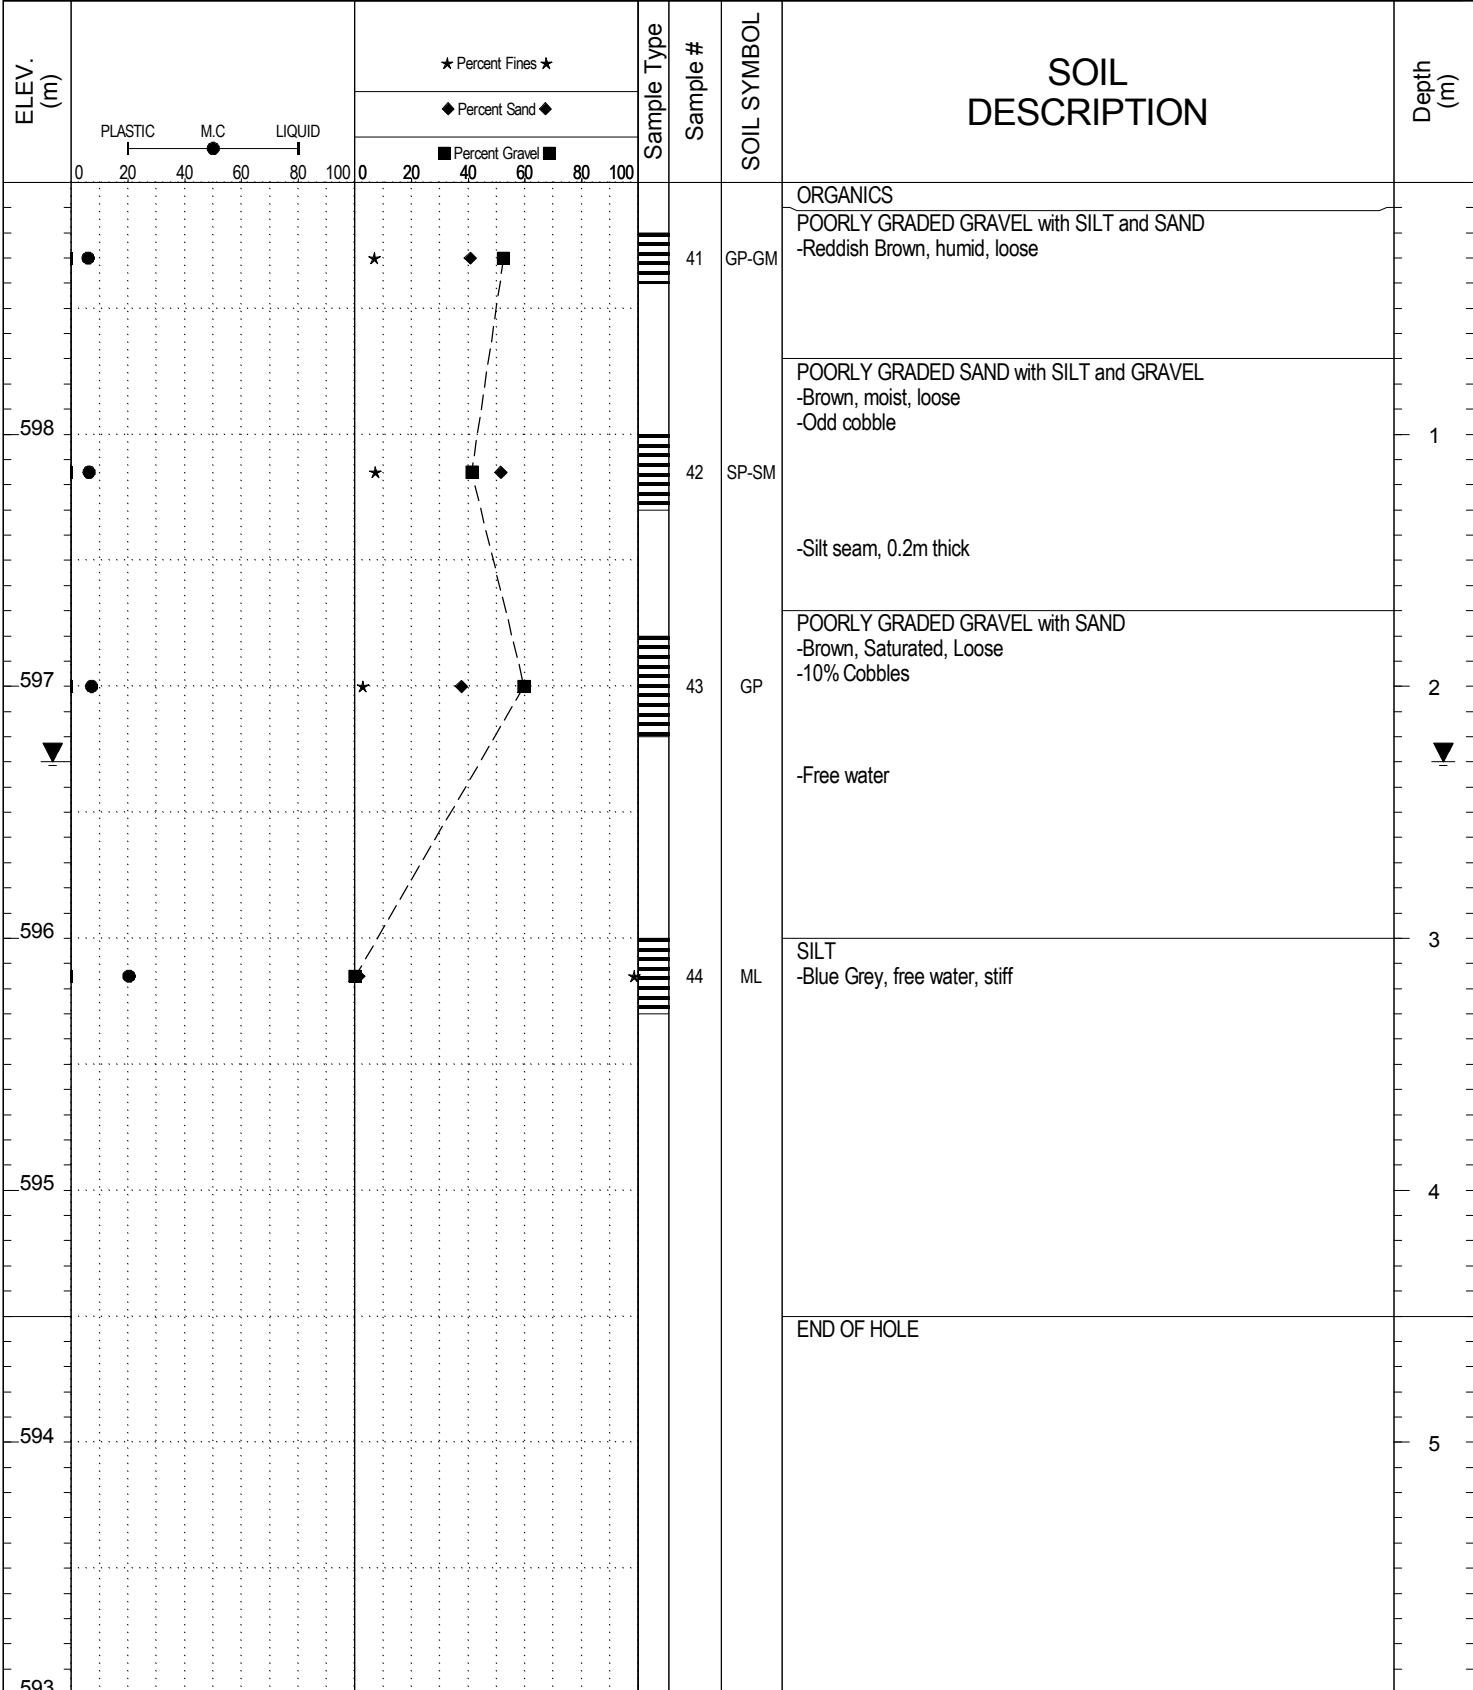 ELEV.
(m)
PLASTIC M.C LIQUID
0 20 40 60 80 100
★ Percent Fines ★
◆ Percent Sand ◆
■ Percent Gravel ■
0 20 40 60 80 100
Sample Type
Sample #
SOIL SYMBOL
SOIL
DESCRIPTION
Depth
(m)
ORGANICS
POORLY GRADED GRAVEL with SILT and SAND
-Reddish Brown, humid, loose
41 GP-GM
POORLY GRADED SAND with SILT and GRAVEL
-Brown, moist, loose
-Odd cobble
598
1
42 SP-SM
-Silt seam, 0.2m thick
POORLY GRADED GRAVEL with SAND
-Brown, Saturated, Loose
-10% Cobbles
597
43 GP
2
-Free water
596
3
SILT
-Blue Grey, free water, stiff
44 ML
595
4
END OF HOLE
594
5
593